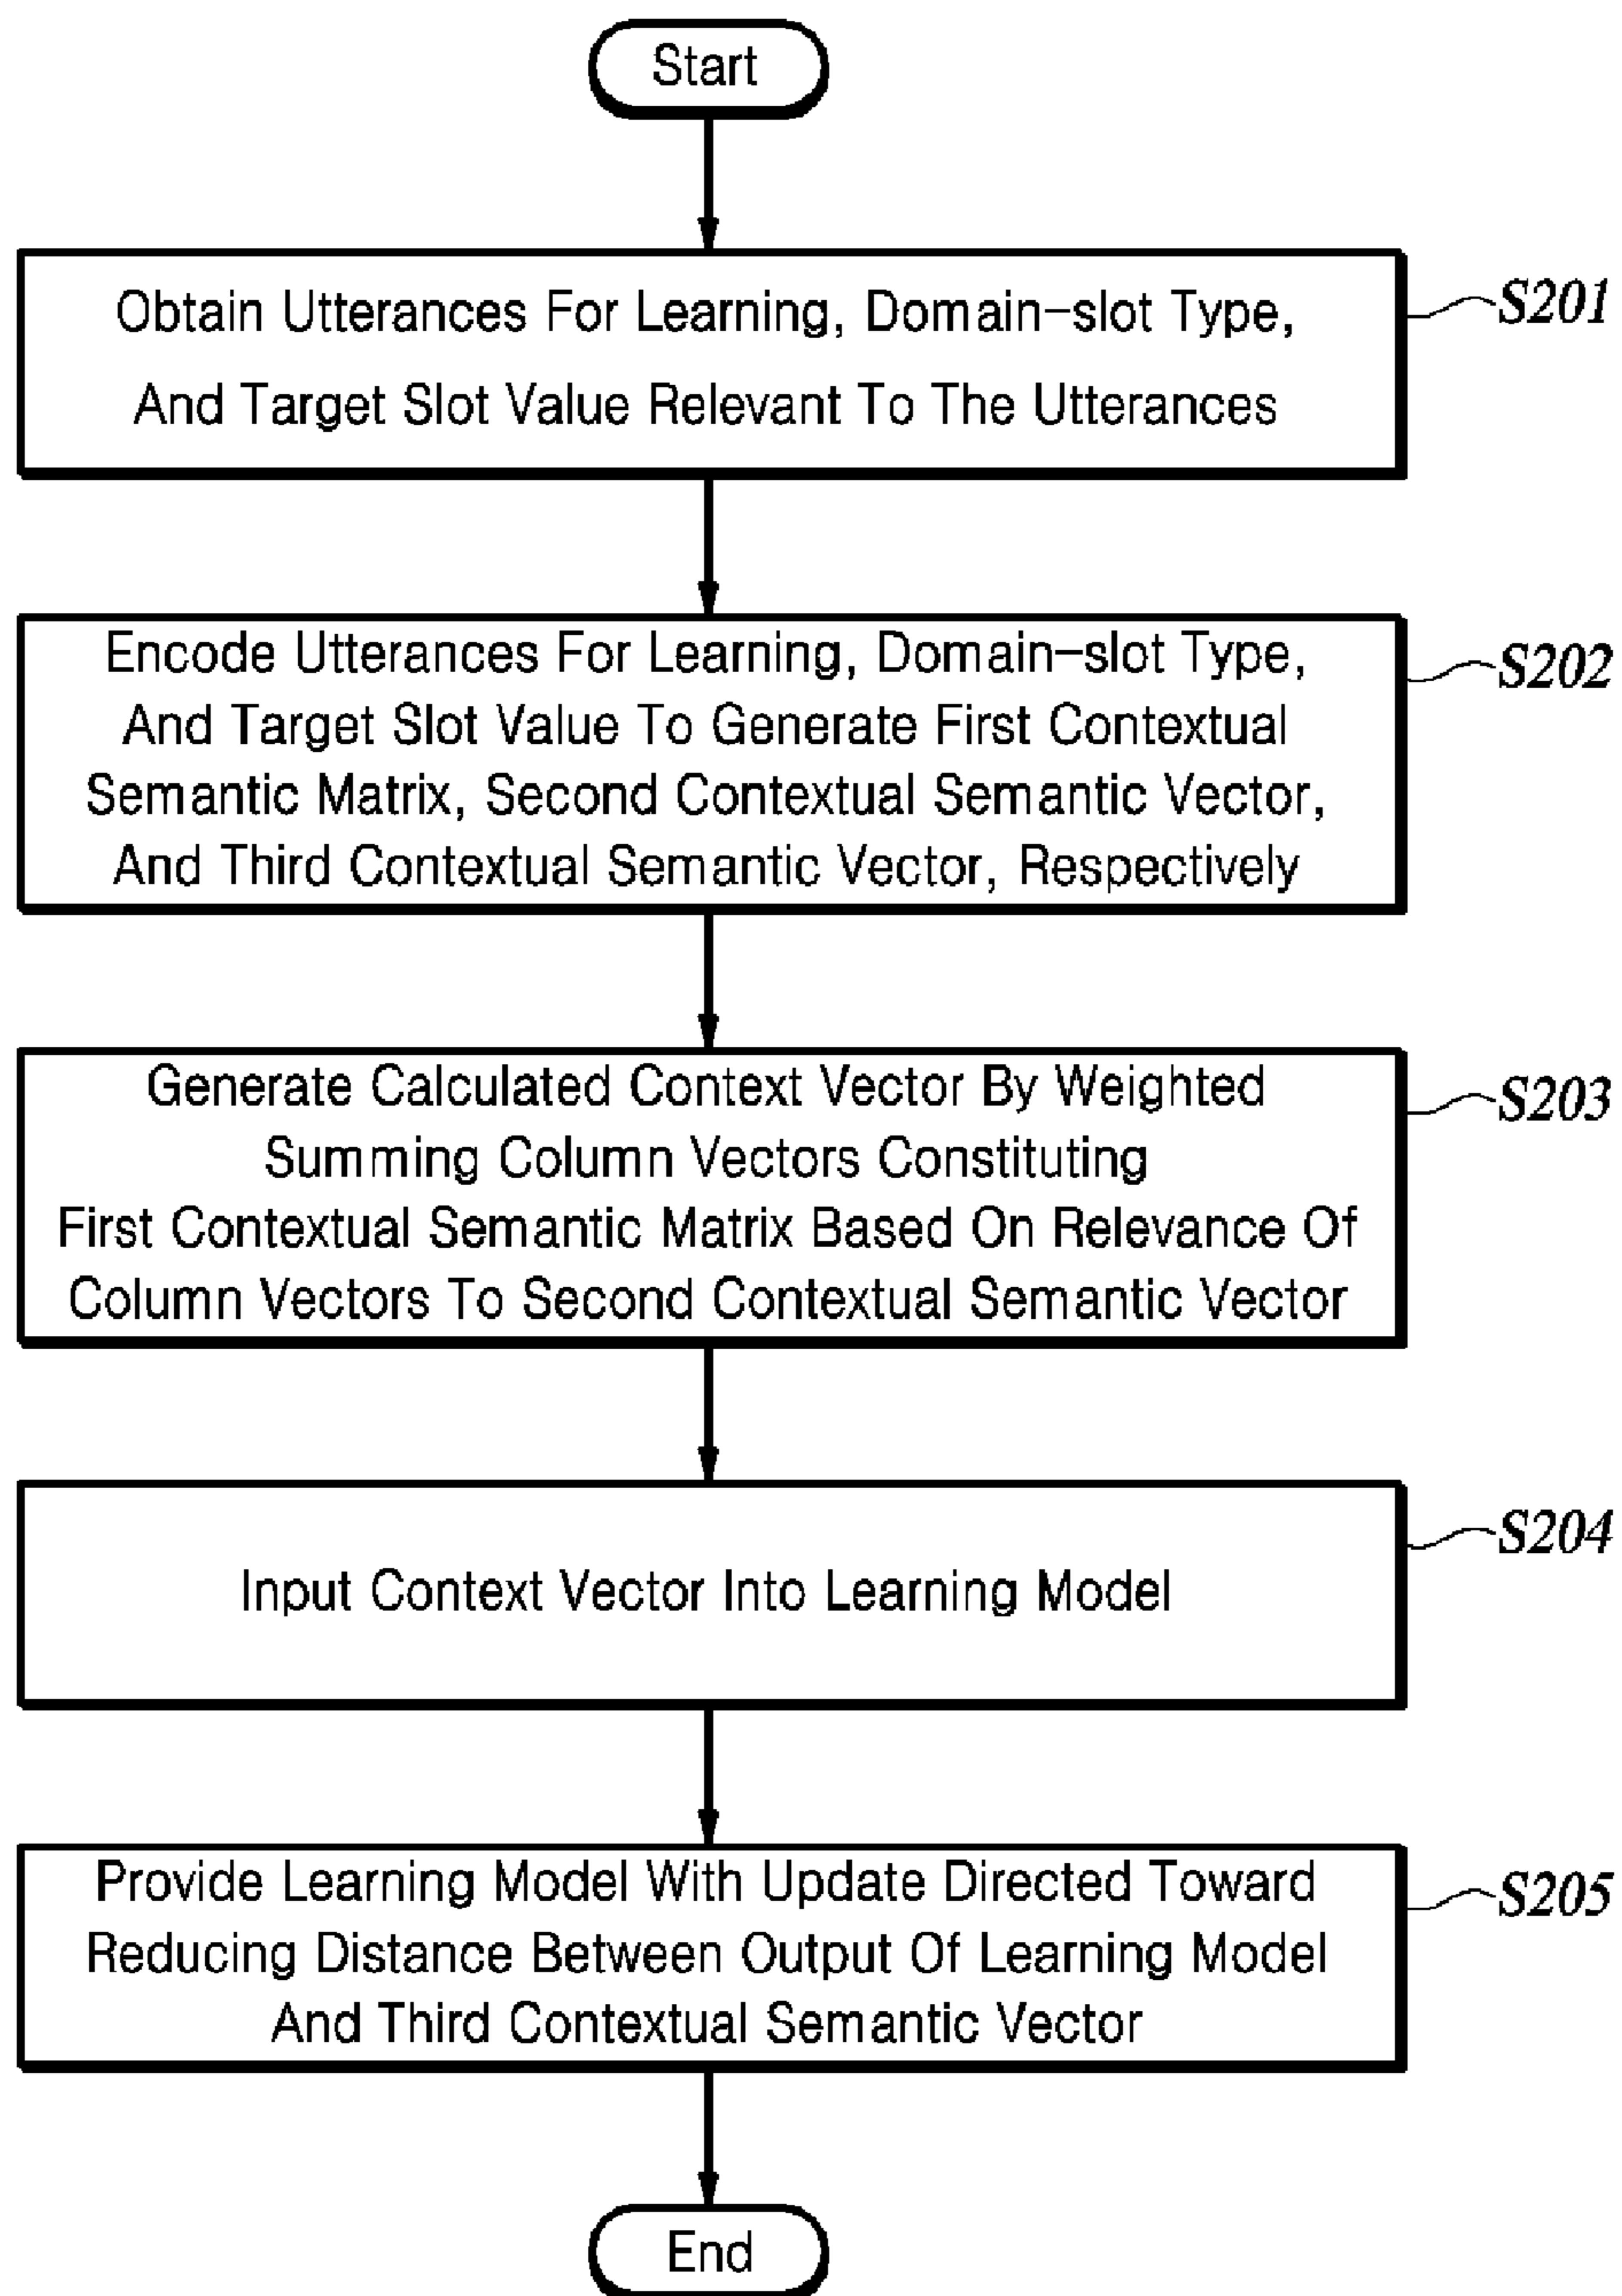 Start
Obtain Utterances For Learning, Domain-slot Type,
And Target Slot Value Relevant To The Utterances
S201
Encode Utterances For Learning, Domain-slot Type,
And Target Slot Value To Generate First Contextual
Semantic Matrix, Second Contextual Semantic Vector,
And Third Contextual Semantic Vector, Respectively
S202
Generate Calculated Context Vector By Weighted
Summing Column Vectors Constituting
First Contextual Semantic Matrix Based On Relevance Of
Column Vectors To Second Contextual Semantic Vector
S203
Input Context Vector Into Learning Model
S204
Provide Learning Model With Update Directed Toward
Reducing Distance Between Output Of Learning Model
And Third Contextual Semantic Vector
S205
End